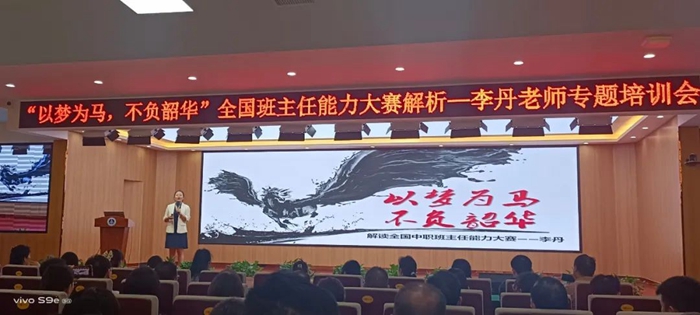 “以梦为马，不负韶华”全国班主任能力大赛解析—李丹老师专题培训会
以梦为马
不负韶华
解读全国中职班主任能力大赛－－－李丹
vivo S9e